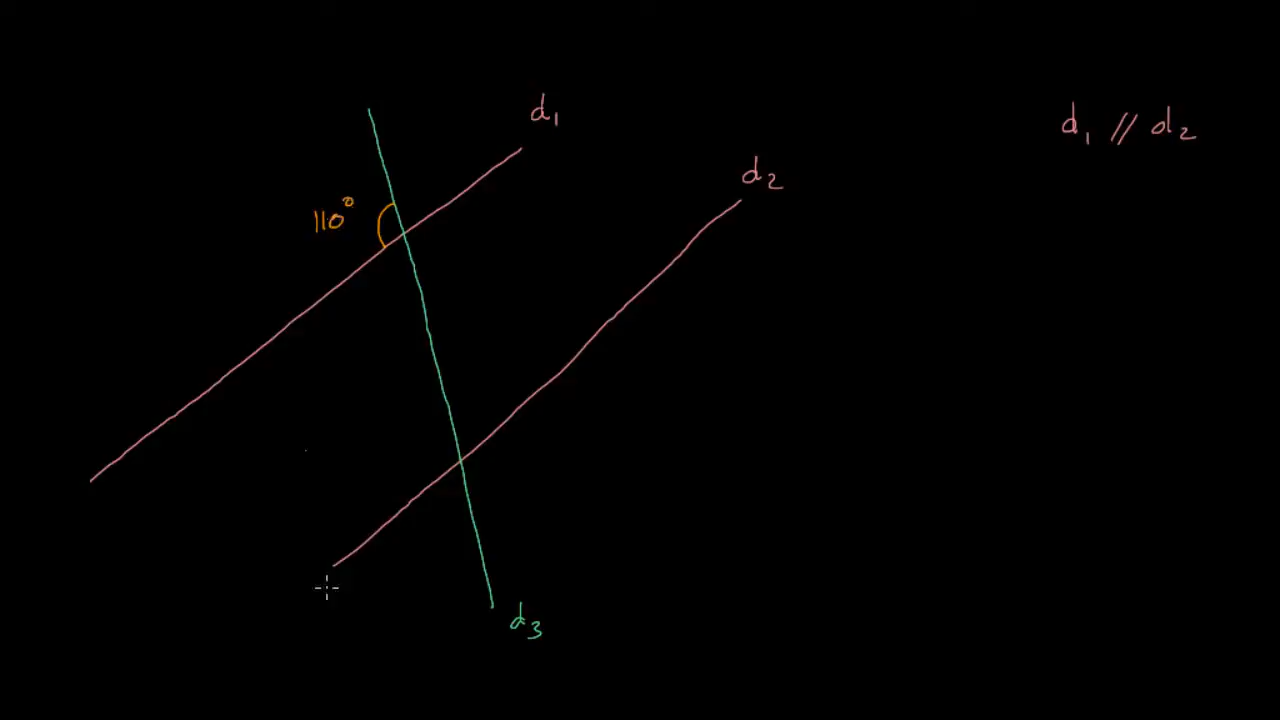 d₁
d₁ // d₂
d₂
110°
d₃